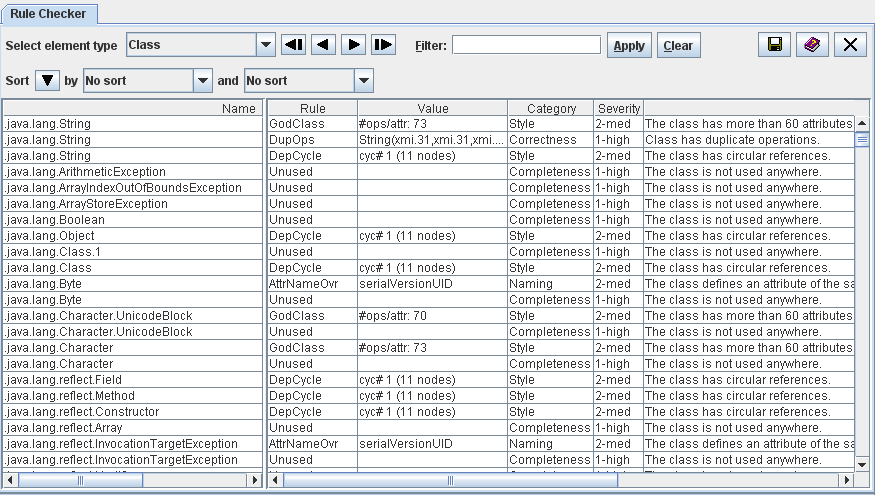 Rule Checker
Select element type Class Filter: Apply Clear
Sort by No sort and No sort
Name Rule Value Category Severity
.java.lang.String GodClass #ops/attr: 73 Style 2-med The class has more than 60 attributes
.java.lang.String DupOps String(xmi.31,xmi.31,xmi.... Correctness 1-high Class has duplicate operations.
.java.lang.String DepCycle cyc# 1 (11 nodes) Style 2-med The class has circular references.
.java.lang.ArithmeticException Unused Completeness 1-high The class is not used anywhere.
.java.lang.ArrayIndexOutOfBoundsException Unused Completeness 1-high The class is not used anywhere.
.java.lang.ArrayStoreException Unused Completeness 1-high The class is not used anywhere.
.java.lang.Boolean Unused Completeness 1-high The class is not used anywhere.
.java.lang.Object DepCycle cyc# 1 (11 nodes) Style 2-med The class has circular references.
.java.lang.Class.1 Unused Completeness 1-high The class is not used anywhere.
.java.lang.Class DepCycle cyc# 1 (11 nodes) Style 2-med The class has circular references.
.java.lang.Byte AttrNameOvr serialVersionUID Naming 2-med The class defines an attribute of the sa
.java.lang.Byte Unused Completeness 1-high The class is not used anywhere.
.java.lang.Character.UnicodeBlock GodClass #ops/attr: 70 Style 2-med The class has more than 60 attributes
.java.lang.Character.UnicodeBlock Unused Completeness 1-high The class is not used anywhere.
.java.lang.Character GodClass #ops/attr: 73 Style 2-med The class has more than 60 attributes
.java.lang.Character Unused Completeness 1-high The class is not used anywhere.
.java.lang.reflect.Field DepCycle cyc# 1 (11 nodes) Style 2-med The class has circular references.
.java.lang.reflect.Method DepCycle cyc# 1 (11 nodes) Style 2-med The class has circular references.
.java.lang.reflect.Constructor DepCycle cyc# 1 (11 nodes) Style 2-med The class has circular references.
.java.lang.reflect.Array Unused Completeness 1-high The class is not used anywhere.
.java.lang.reflect.InvocationTargetException AttrNameOvr serialVersionUID Naming 2-med The class defines an attribute of the sa
.java.lang.reflect.InvocationTargetException Unused Completeness 1-high The class is not used anywhere.